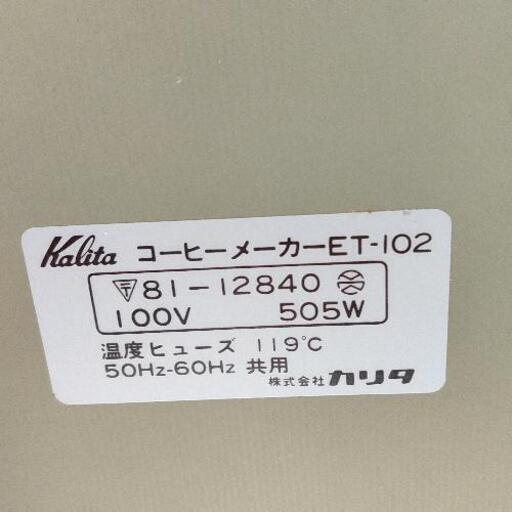 Kalita コーヒーメーカーET-102
81-12840
100V 505W
温度ヒューズ 119℃
50Hz-60Hz 共用
株式会社 カリタ